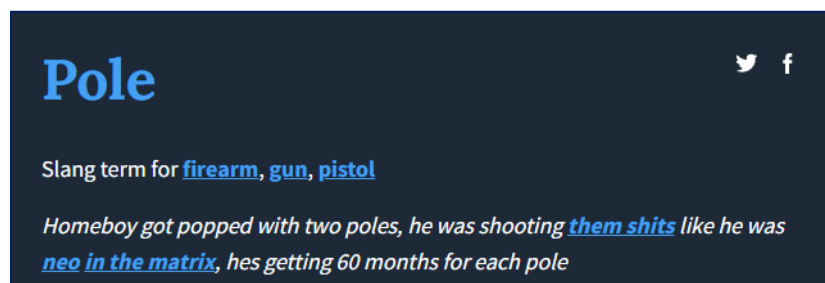 Pole
Slang term for firearm, gun, pistol
Homeboy got popped with two poles, he was shooting them shits like he was
neo in the matrix, hes getting 60 months for each pole